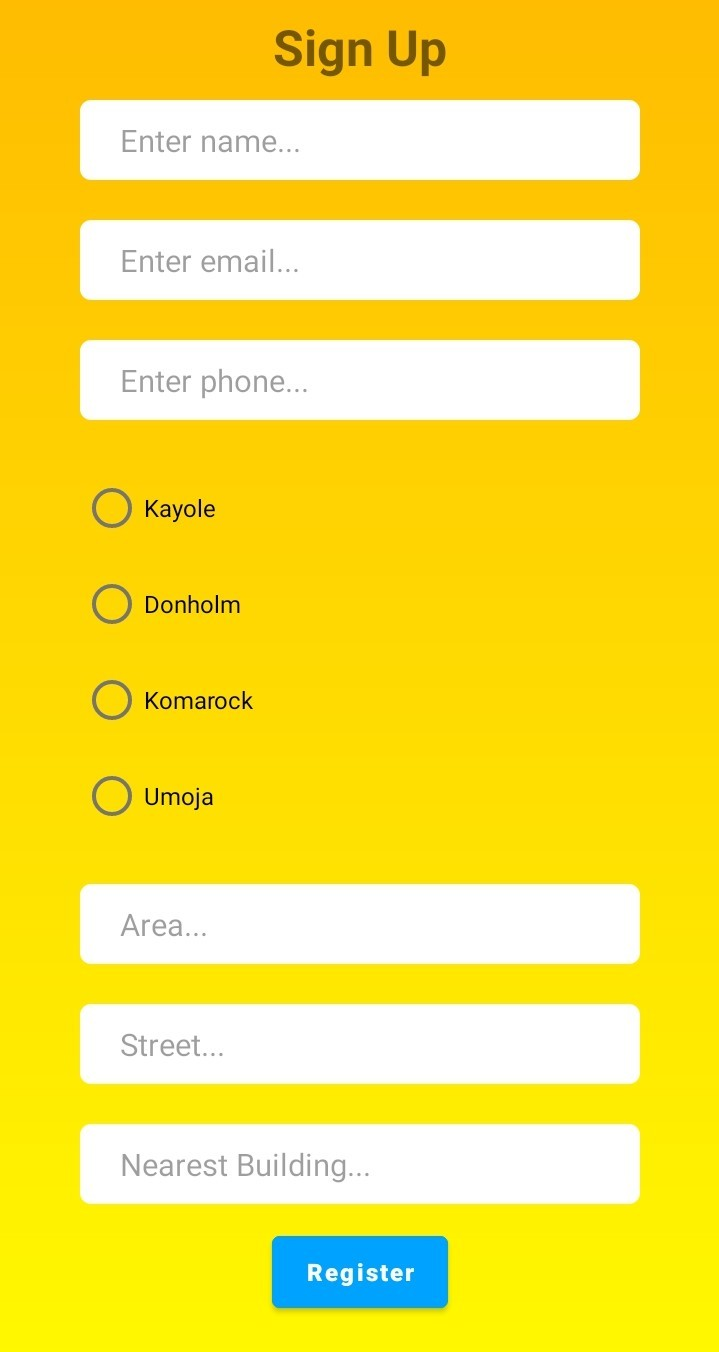 Sign Up
Enter name...
Enter email...
Enter phone...
Kayole
Donholm
Komarock
Umoja
Area...
Street...
Nearest Building...
Register